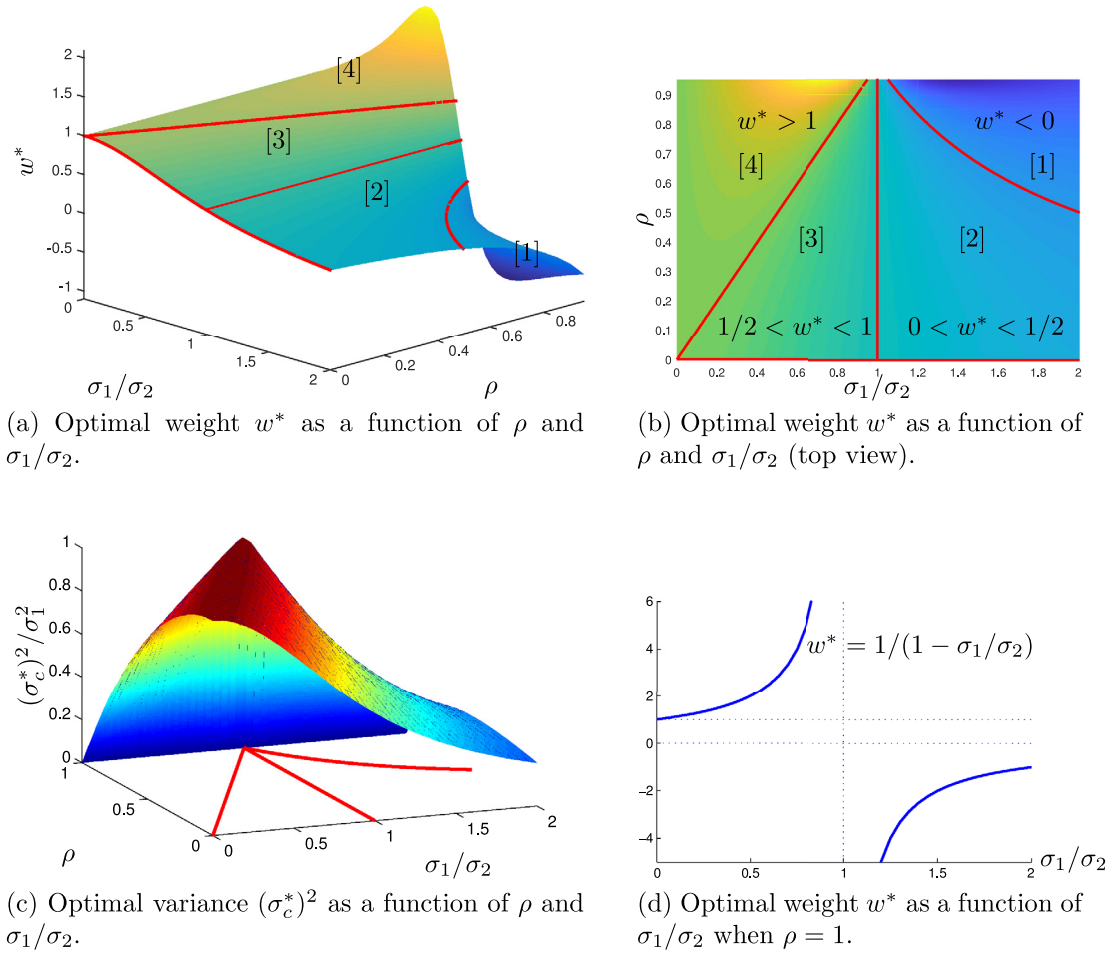 2
1.5
1
0.5
0
-0.5
-1
w*
[4]
[3]
[2]
[1]
0
0.5
1
1.5
2
σ₁/σ₂
0
0.2
0.4
0.6
0.8
ρ
(a) Optimal weight w* as a function of ρ and
σ₁/σ₂.
0.9
0.8
0.7
0.6
0.5
0.4
0.3
0.2
0.1
0
ρ
w* > 1
w* < 0
[4]
[1]
[3]
[2]
1/2 < w* < 1
0 < w* < 1/2
0 0.2 0.4 0.6 0.8 1 1.2 1.4 1.6 1.8 2
σ₁/σ₂
(b) Optimal weight w* as a function of
ρ and σ₁/σ₂ (top view).
1
0.8
0.6
0.4
0.2
0
(σ_c*)²/σ₁²
1
0.5
0
ρ
0
0.5
1
1.5
2
σ₁/σ₂
(c) Optimal variance (σ_c*)² as a function of ρ and
σ₁/σ₂.
6
4
2
0
−2
−4
w* = 1/(1 − σ₁/σ₂)
0 0.5 1 1.5 2
σ₁/σ₂
(d) Optimal weight w* as a function of
σ₁/σ₂ when ρ = 1.